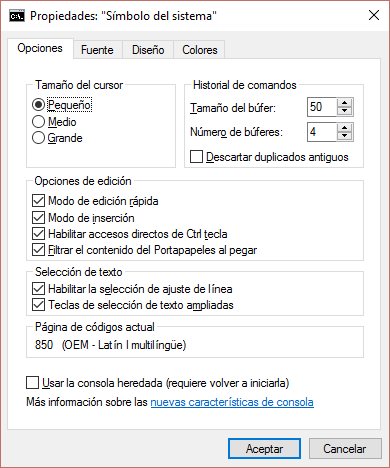 Propiedades: "Símbolo del sistema"
Opciones Fuente Diseño Colores
Tamaño del cursor
Pequeño
Medio
Grande
Historial de comandos
Tamaño del búfer: 50
Número de búferes: 4
Descartar duplicados antiguos
Opciones de edición
Modo de edición rápida
Modo de inserción
Habilitar accesos directos de Ctrl tecla
Filtrar el contenido del Portapapeles al pegar
Selección de texto
Habilitar la selección de ajuste de línea
Teclas de selección de texto ampliadas
Página de códigos actual
850 (OEM - Latín I multilingüe)
Usar la consola heredada (requiere volver a iniciarla)
Más información sobre las nuevas características de consola
Aceptar Cancelar